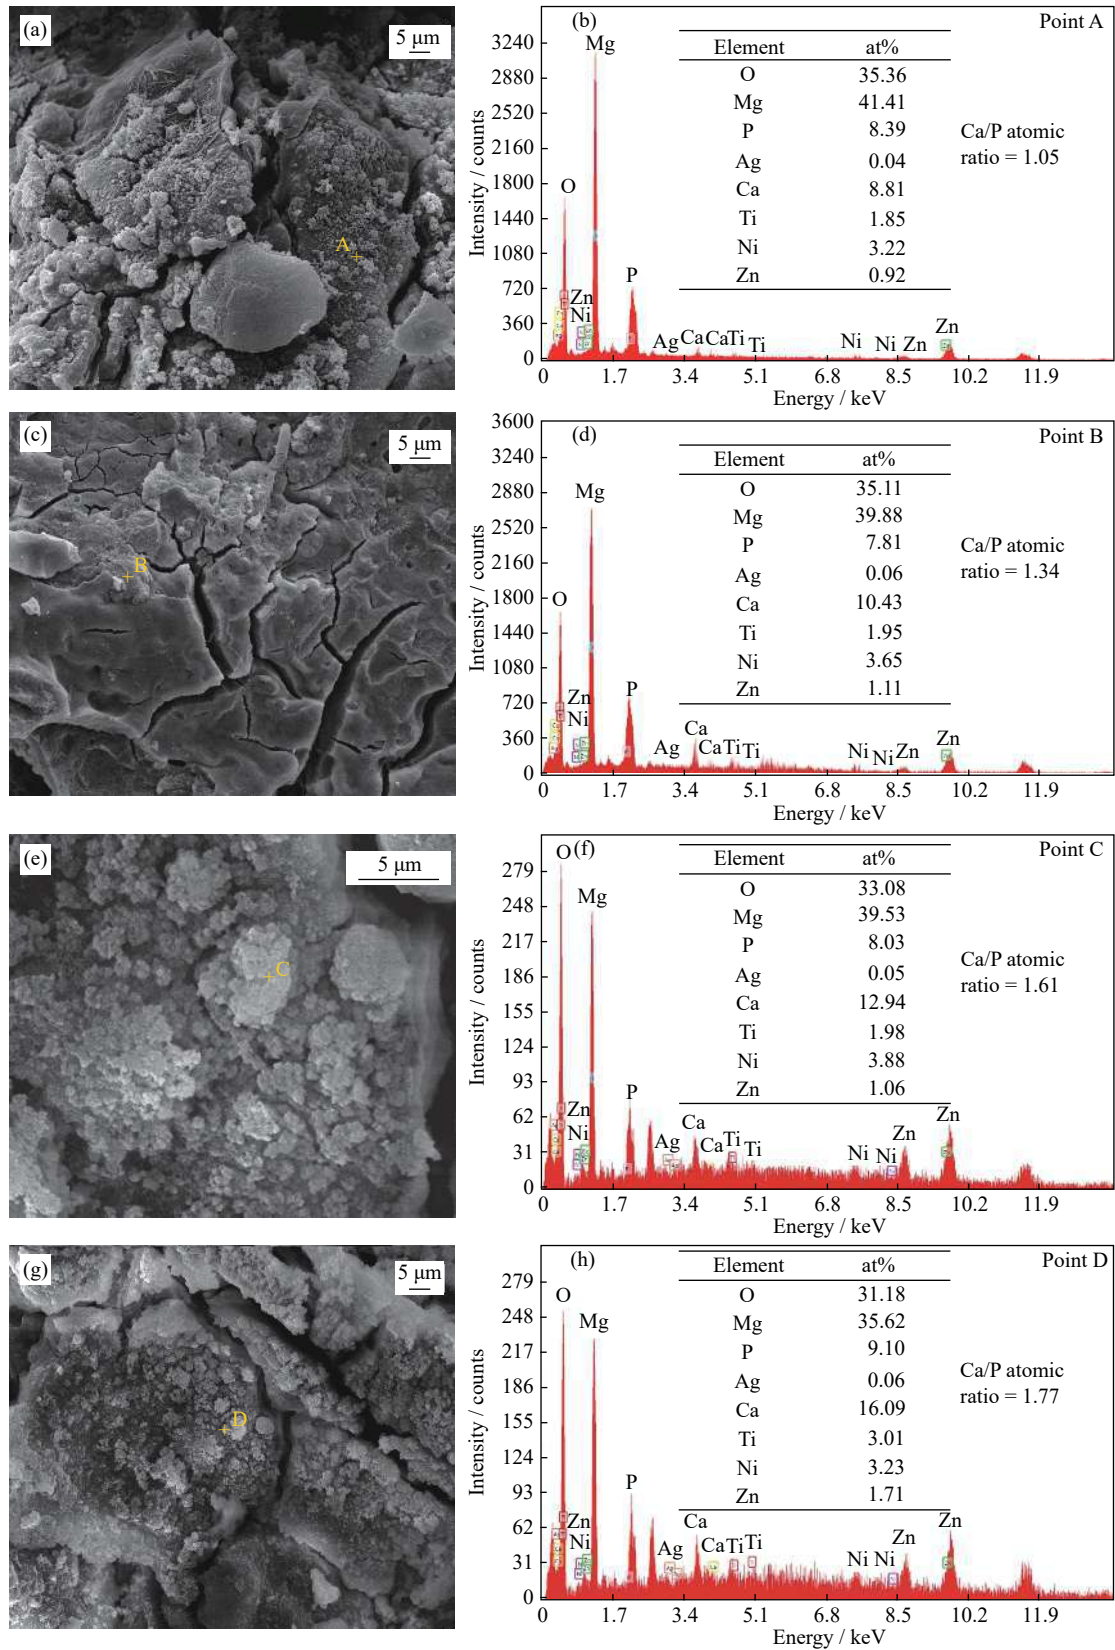 (a)
5 μm
A
(b)
Point A
Intensity / counts
3240
2880
2520
2160
1800
1440
1080
720
360
0
Mg
O
P
Zn
Ni
Ag
Ca
Ca
Ti
Ti
Ni
Ni
Zn
Zn
Element at%
O 35.36
Mg 41.41
P 8.39
Ag 0.04
Ca 8.81
Ti 1.85
Ni 3.22
Zn 0.92
Ca/P atomic
ratio = 1.05
0 1.7 3.4 5.1 6.8 8.5 10.2 11.9
Energy / keV
(c)
5 μm
B
(d)
Point B
Intensity / counts
3600
3240
2880
2520
2160
1800
1440
1080
720
360
0
Mg
O
P
Zn
Ni
Ag
Ca
Ca
Ti
Ti
Ni
Ni
Zn
Zn
Element at%
O 35.11
Mg 39.88
P 7.81
Ag 0.06
Ca 10.43
Ti 1.95
Ni 3.65
Zn 1.11
Ca/P atomic
ratio = 1.34
0 1.7 3.4 5.1 6.8 8.5 10.2 11.9
Energy / keV
(e)
5 μm
C
(f)
Point C
Intensity / counts
279
248
217
186
155
124
93
62
31
0
O
Mg
P
Zn
Ni
Ag
Ca
Ca
Ti
Ti
Ni
Ni
Zn
Zn
Element at%
O 33.08
Mg 39.53
P 8.03
Ag 0.05
Ca 12.94
Ti 1.98
Ni 3.88
Zn 1.06
Ca/P atomic
ratio = 1.61
0 1.7 3.4 5.1 6.8 8.5 10.2 11.9
Energy / keV
(g)
5 μm
D
(h)
Point D
Intensity / counts
279
248
217
186
155
124
93
62
31
0
O
Mg
P
Zn
Ni
Ag
Ca
Ca
Ti
Ti
Ni
Ni
Zn
Zn
Element at%
O 31.18
Mg 35.62
P 9.10
Ag 0.06
Ca 16.09
Ti 3.01
Ni 3.23
Zn 1.71
Ca/P atomic
ratio = 1.77
0 1.7 3.4 5.1 6.8 8.5 10.2 11.9
Energy / keV